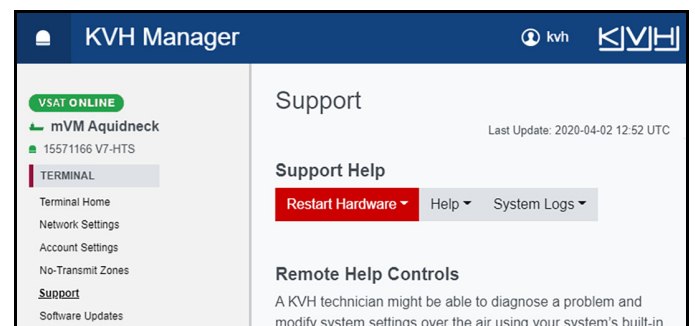 KVH Manager
kvh
KVH
VSAT ONLINE
mVM Aquidneck
15571166 V7-HTS
TERMINAL
Terminal Home
Network Settings
Account Settings
No-Transmit Zones
Support
Software Updates
Support
Last Update: 2020-04-02 12:52 UTC
Support Help
Restart Hardware Help System Logs
Remote Help Controls
A KVH technician might be able to diagnose a problem and
modify system settings over the air using your system's built-in